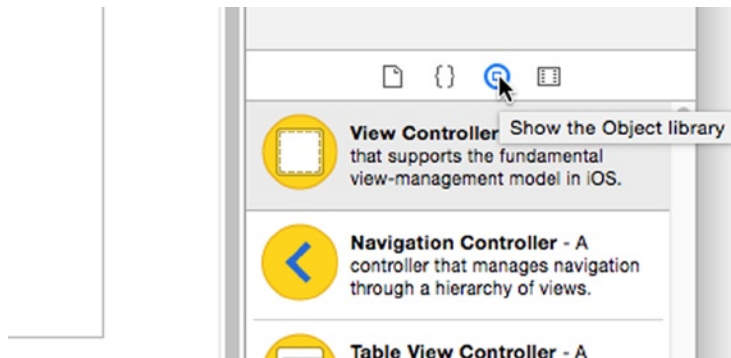 { }
View Controller
Show the Object library
that supports the fundamental
view-management model in iOS.
Navigation Controller - A
controller that manages navigation
through a hierarchy of views.
Table View Controller - A